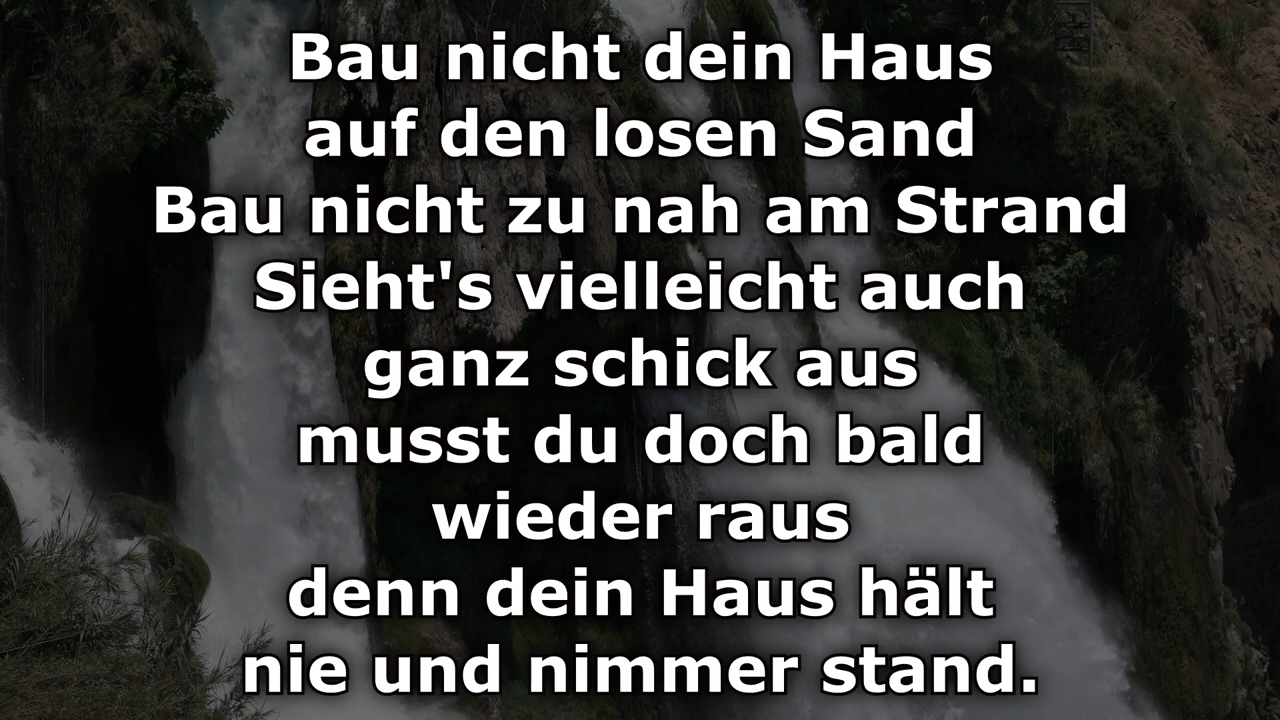 Bau nicht dein Haus
auf den losen Sand
Bau nicht zu nah am Strand
Sieht's vielleicht auch
ganz schick aus
musst du doch bald
wieder raus
denn dein Haus hält
nie und nimmer stand.